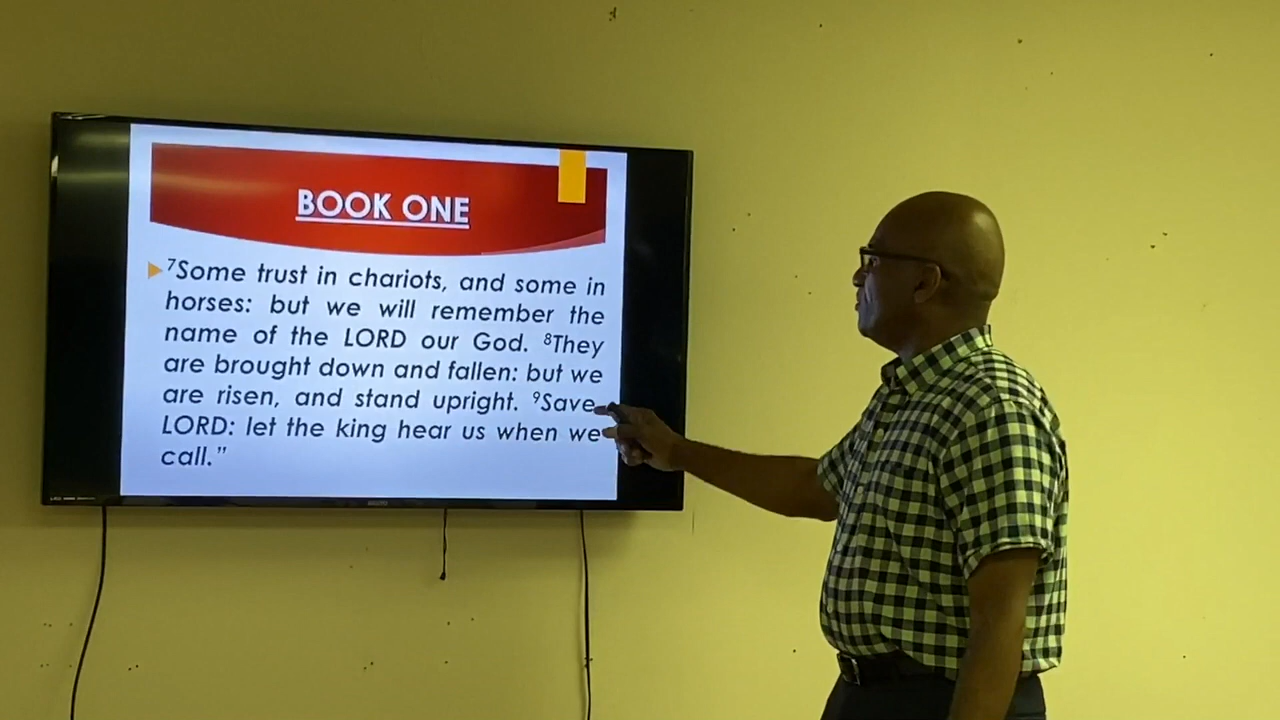 BOOK ONE
⁷Some trust in chariots, and some in
horses: but we will remember the
name of the LORD our God. ⁸They
are brought down and fallen: but we
are risen, and stand upright. ⁹Save,
LORD: let the king hear us when we
call.”